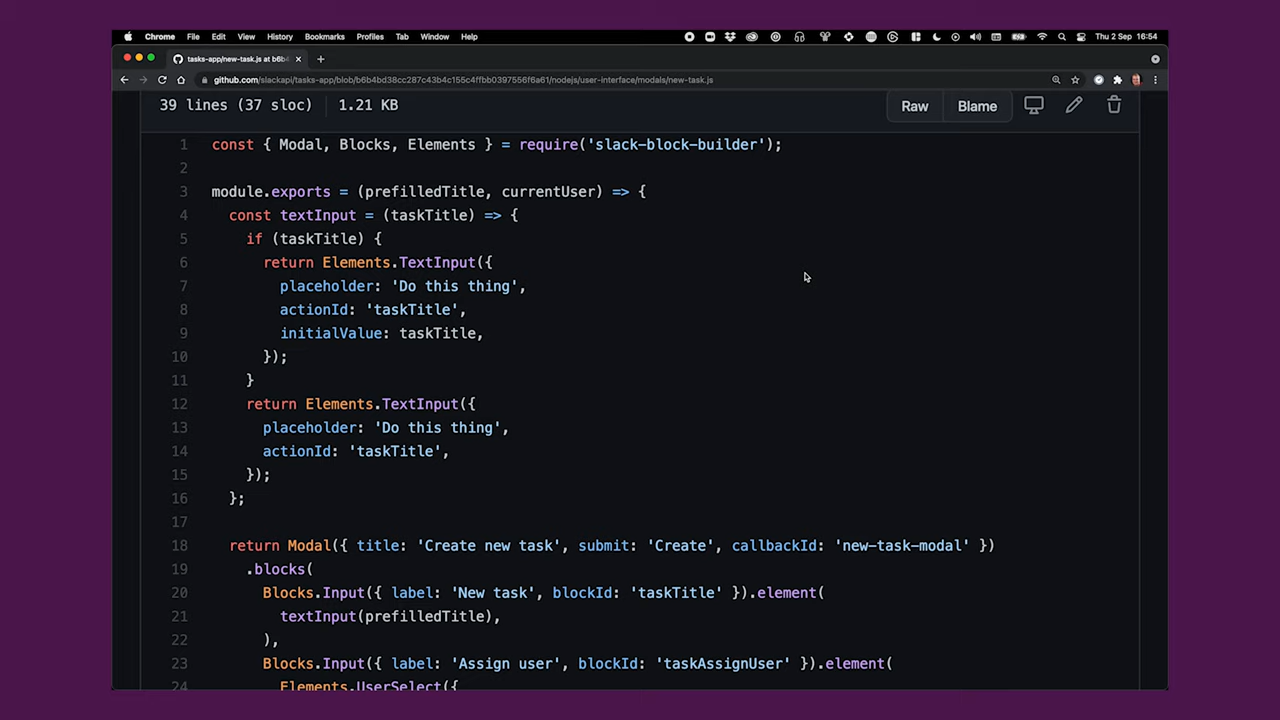 Chrome File Edit View History Bookmarks Profiles Tab Window Help Thu 2 Sep 16:54
tasks-app/new-task.js at b6b4
github.com/slackapi/tasks-app/blob/b6b4bd38cc287c43b4c155c4ffbb0397556f6a61/nodejs/user-interface/modals/new-task.js
39 lines (37 sloc) 1.21 KB Raw Blame
1 const { Modal, Blocks, Elements } = require('slack-block-builder');
2
3 module.exports = (prefilledTitle, currentUser) => {
4 const textInput = (taskTitle) => {
5 if (taskTitle) {
6 return Elements.TextInput({
7 placeholder: 'Do this thing',
8 actionId: 'taskTitle',
9 initialValue: taskTitle,
10 });
11 }
12 return Elements.TextInput({
13 placeholder: 'Do this thing',
14 actionId: 'taskTitle',
15 });
16 };
17
18 return Modal({ title: 'Create new task', submit: 'Create', callbackId: 'new-task-modal' })
19 .blocks(
20 Blocks.Input({ label: 'New task', blockId: 'taskTitle' }).element(
21 textInput(prefilledTitle),
22 ),
23 Blocks.Input({ label: 'Assign user', blockId: 'taskAssignUser' }).element(
24 Elements.UserSelect({